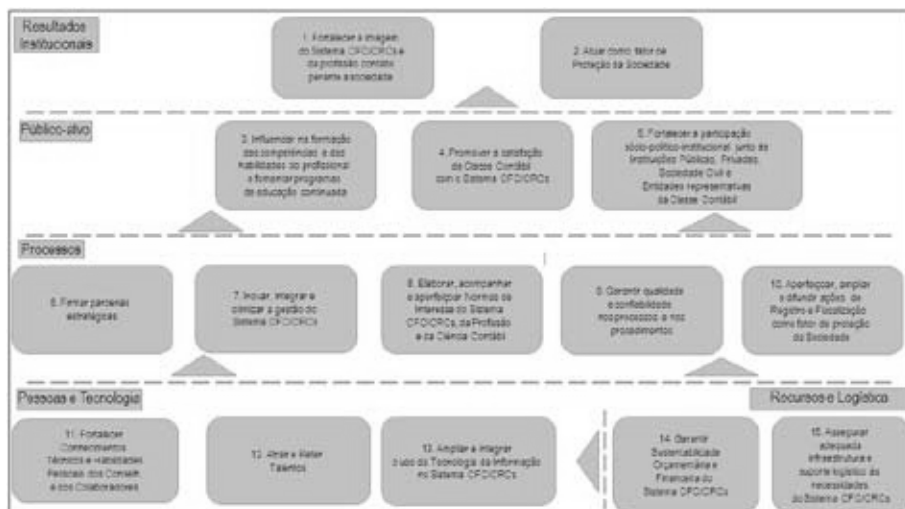 Resultados
Institucionais
1. Fortalecer a imagem
do Sistema CFC/CRCs e
da profissão contábil
perante a sociedade
2. Atuar como fator de
Proteção da Sociedade
Público-alvo
3. Influenciar na formação
das competências e das
habilidades do profissional
e fomentar programas
de educação continuada
4. Promover a satisfação
da Classe Contábil
com o Sistema CFC/CRCs
5. Fortalecer a participação
sócio-político-institucional junto às
Instituições Públicas, Privadas,
Sociedade Civil e
Entidades representativas
da Classe Contábil
Processos
6. Firmar parcerias
estratégicas
7. Inovar, integrar e
otimizar a gestão do
Sistema CFC/CRCs
8. Elaborar, acompanhar
e aperfeiçoar Normas de
Interesse do Sistema
CFC/CRCs, da Profissão
e da Ciência Contábil
9. Garantir qualidade
e confiabilidade
nos processos e nos
procedimentos
10. Aperfeiçoar, ampliar
e difundir ações de
Registro e Fiscalização
como fator de proteção
da Sociedade
Pessoas e Tecnologia
Recursos e Logística
11. Fortalecer
Conhecimentos
Técnicos e Habilidades
Pessoais dos Conselh.
e dos Colaboradores
12. Atrair e Reter
Talentos
13. Ampliar e integrar
o uso da Tecnologia da Informação
no Sistema CFC/CRCs
14. Garantir
Sustentabilidade
Orçamentária e
Financeira do
Sistema CFC/CRCs
15. Assegurar
adequada
infraestrutura e
suporte logístico às
necessidades
do Sistema CFC/CRCs